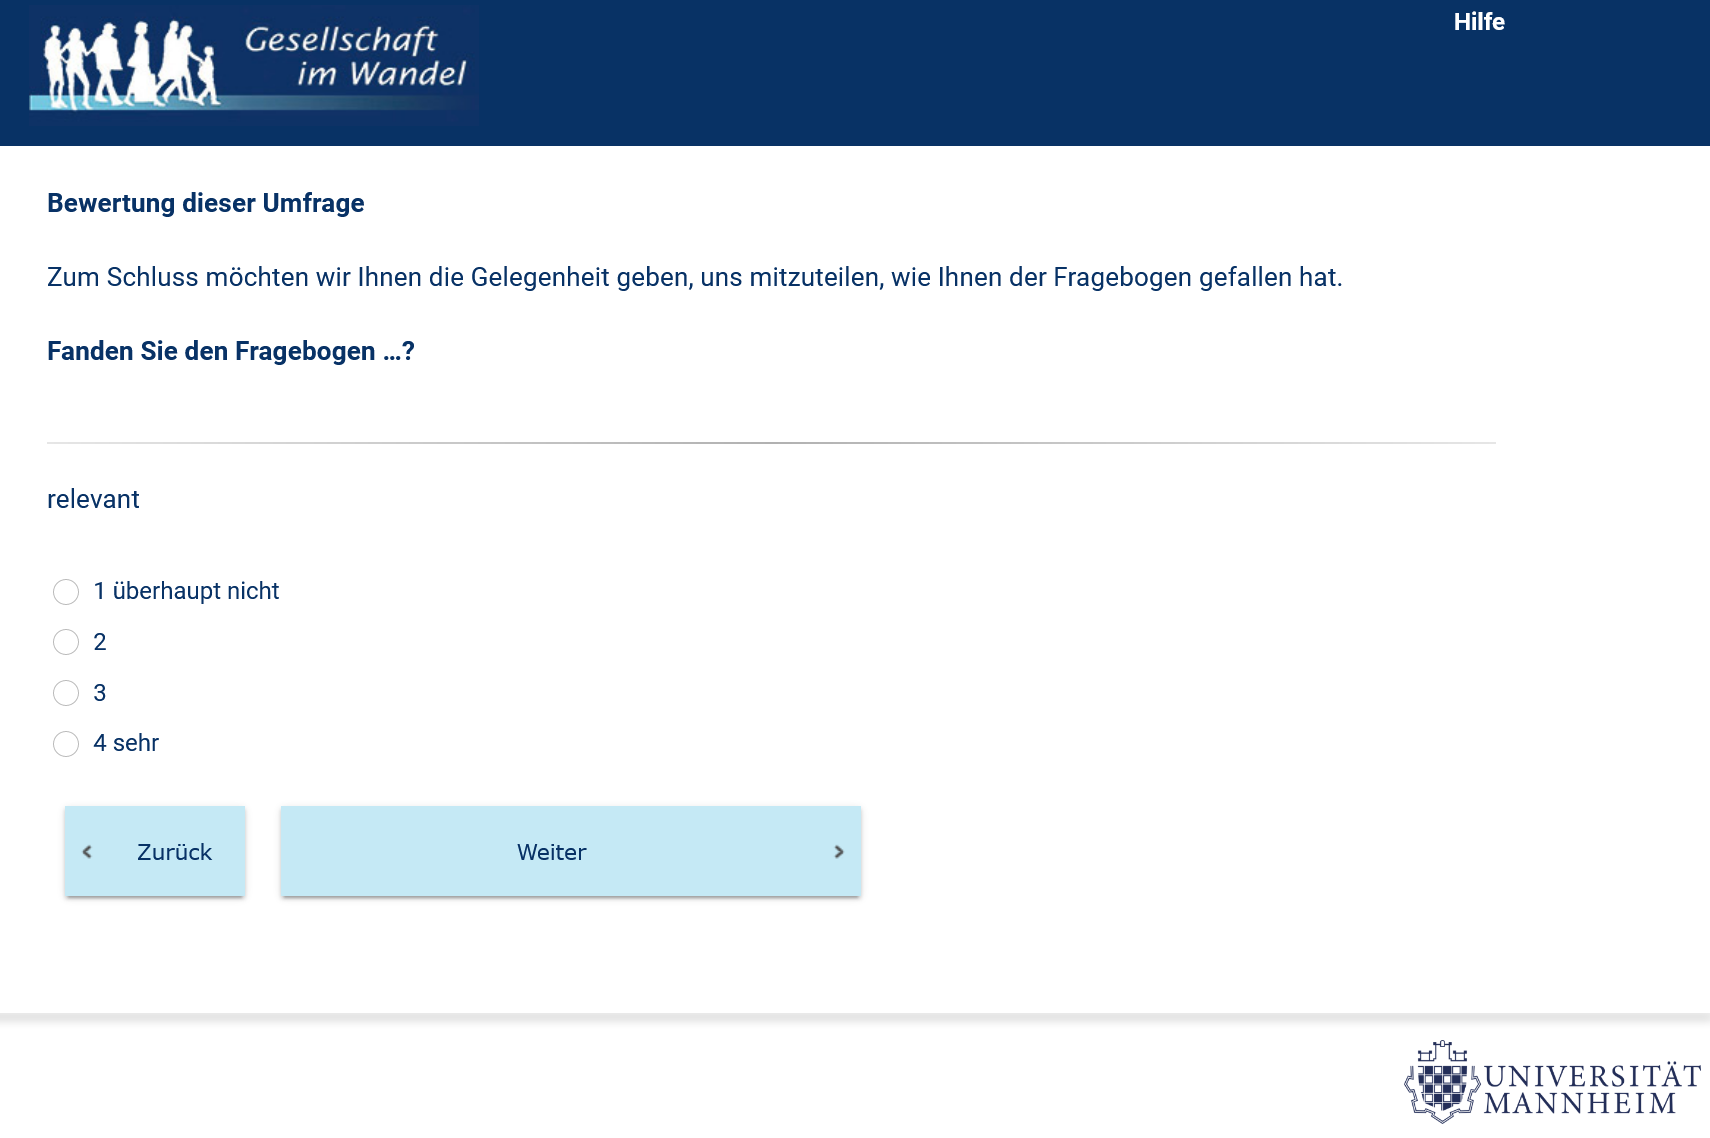 Gesellschaft
im Wandel
Hilfe
Bewertung dieser Umfrage
Zum Schluss möchten wir Ihnen die Gelegenheit geben, uns mitzuteilen, wie Ihnen der Fragebogen gefallen hat.
Fanden Sie den Fragebogen ...?
relevant
1 überhaupt nicht
2
3
4 sehr
Zurück
Weiter
UNIVERSITÄT
MANNHEIM